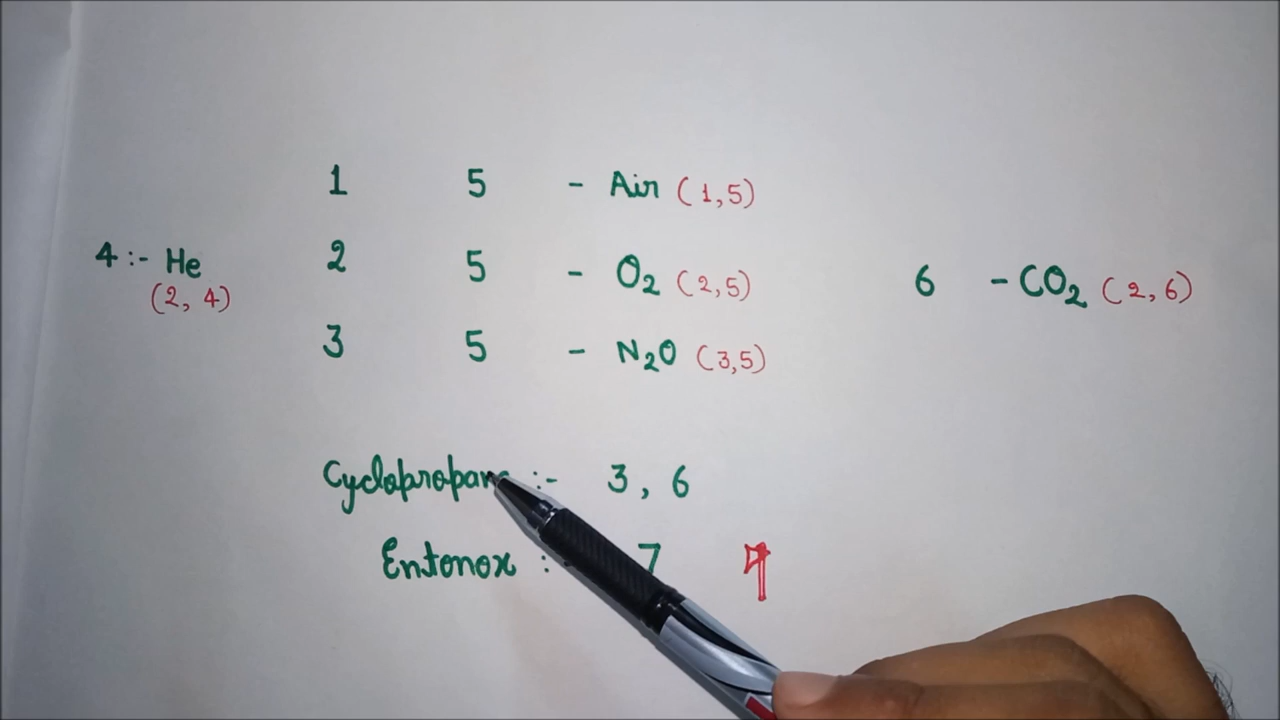 1 5 - Air (1,5)
4 :- He
(2, 4)
2 5 - O₂ (2,5)
6 - CO₂ (2,6)
3 5 - N₂O (3,5)
Cyclopropane :- 3, 6
Entonox :- 7